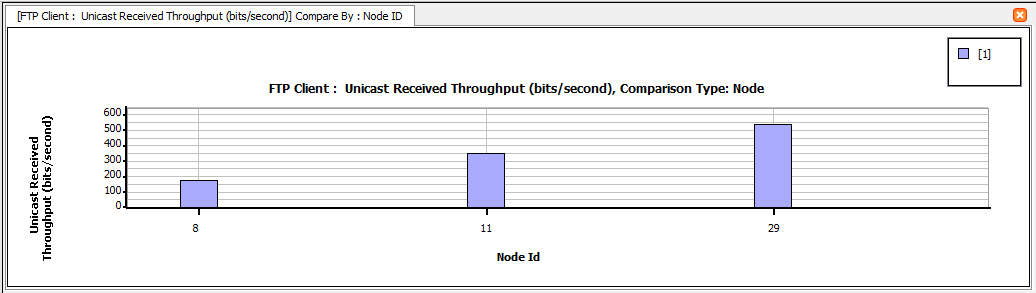 [FTP Client : Unicast Received Throughput (bits/second)] Compare By : Node ID
[1]
FTP Client : Unicast Received Throughput (bits/second), Comparison Type: Node
Unicast Received
Throughput (bits/second)
600
500
400
300
200
100
0
8 11 29
Node Id